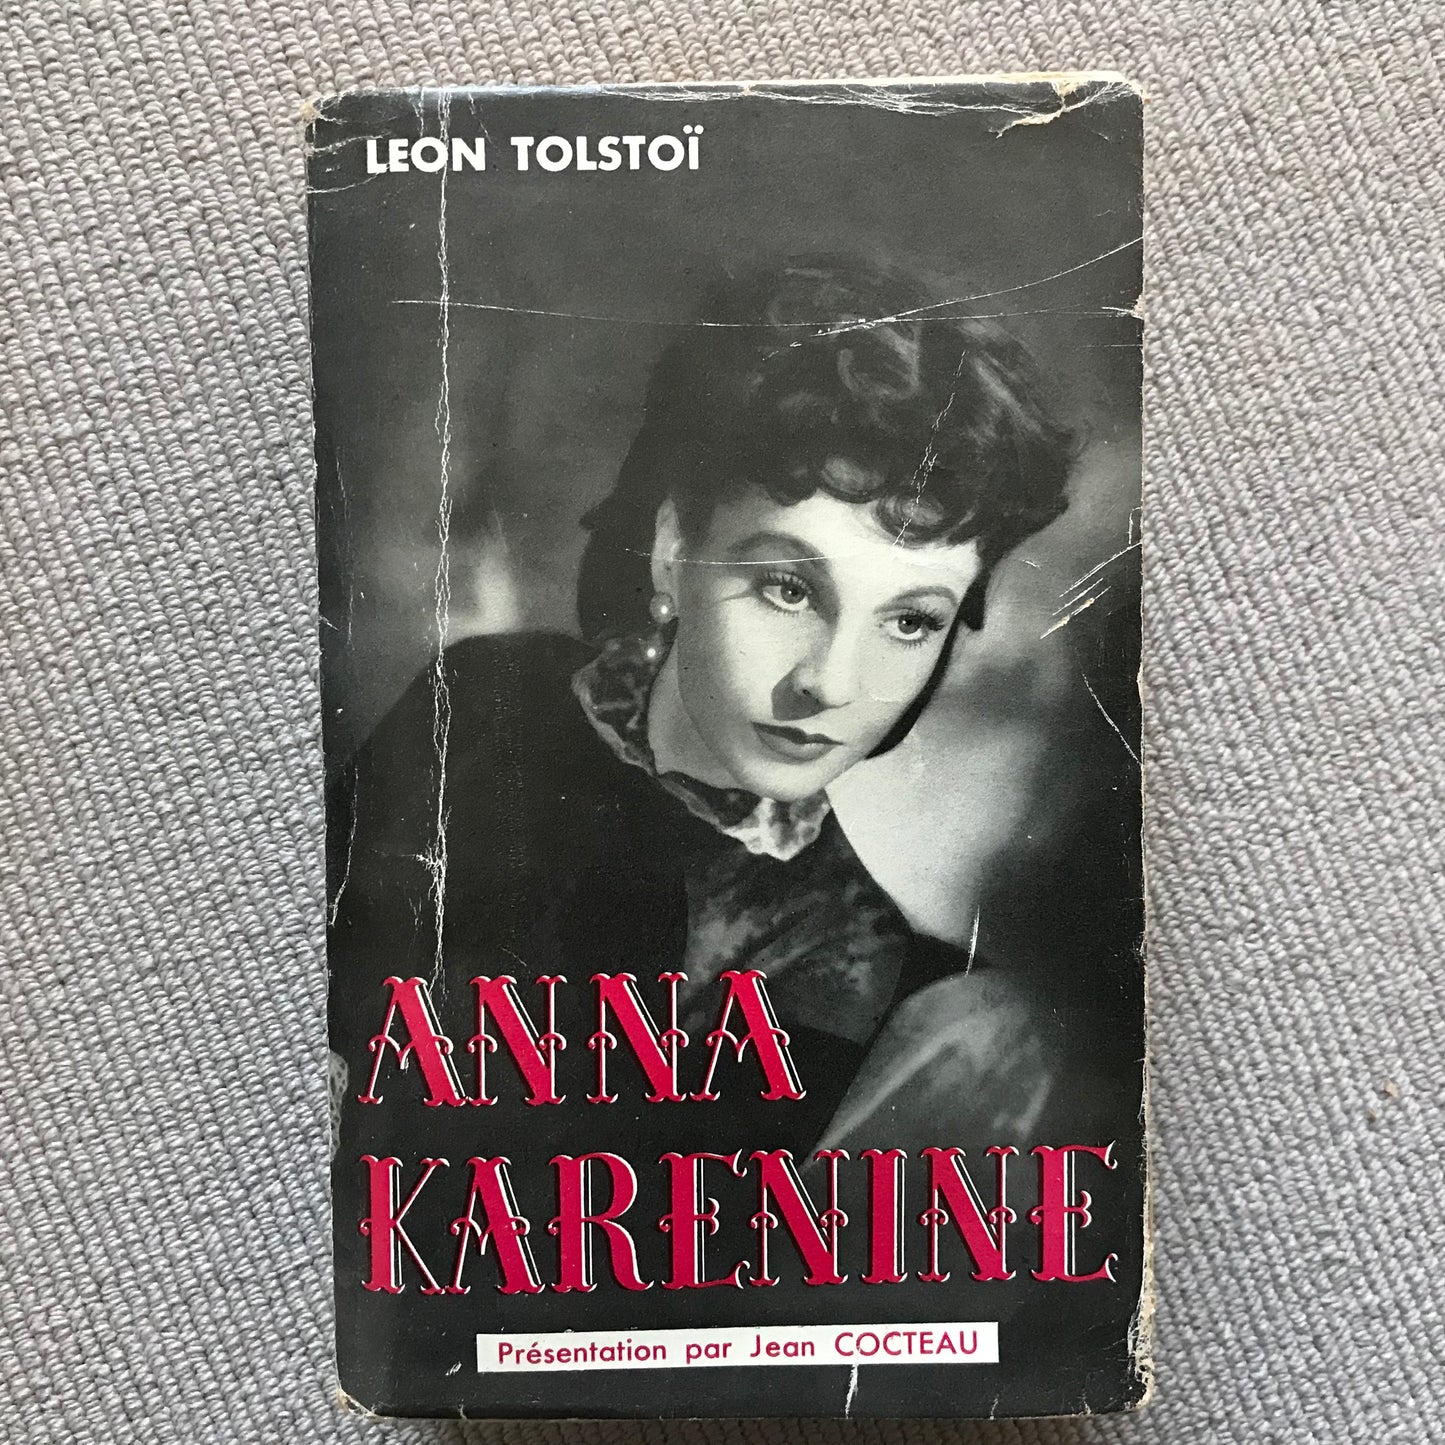 LEON TOLSTOÏ
ANNA
KARENINE
Présentation par Jean COCTEAU